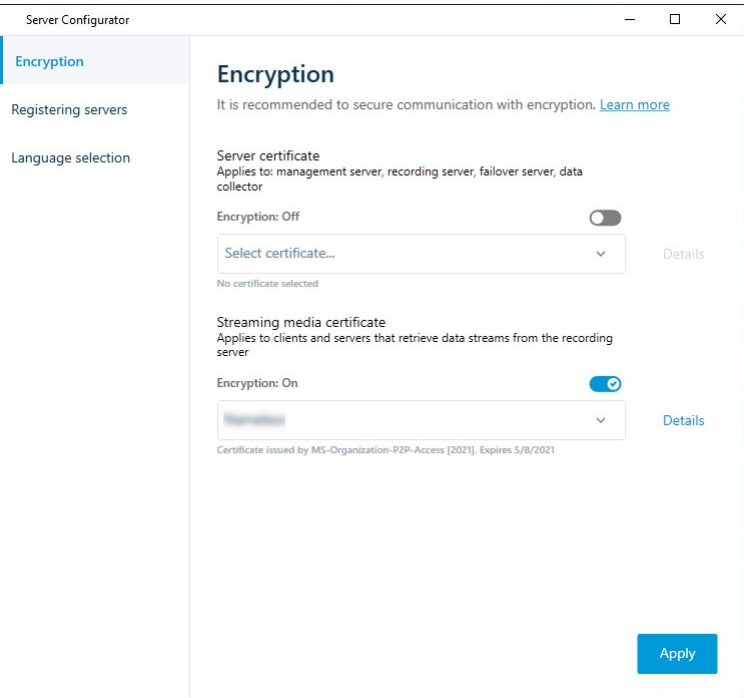 Server Configurator
Encryption
Registering servers
Language selection
Encryption
It is recommended to secure communication with encryption. Learn more
Server certificate
Applies to: management server, recording server, failover server, data
collector
Encryption: Off
Select certificate...
Details
No certificate selected
Streaming media certificate
Applies to clients and servers that retrieve data streams from the recording
server
Encryption: On
Details
Certificate issued by MS-Organization-P2P-Access [2021]. Expires 5/8/2021
Apply